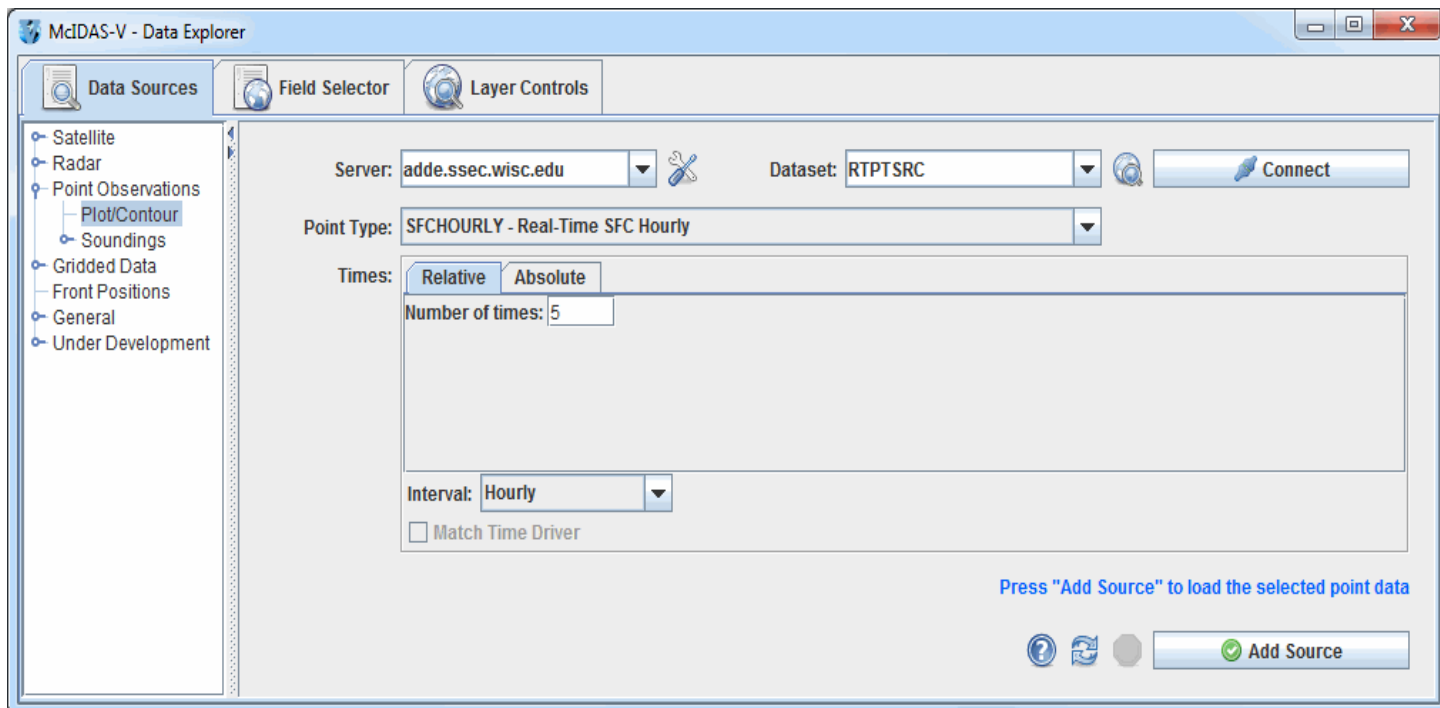 McIDAS-V - Data Explorer
Data Sources
Field Selector
Layer Controls
Satellite
Radar
Point Observations
Plot/Contour
Soundings
Gridded Data
Front Positions
General
Under Development
Server: adde.ssec.wisc.edu
Dataset: RTPTSRC
Connect
Point Type: SFCHOURLY - Real-Time SFC Hourly
Times:
Relative
Absolute
Number of times: 5
Interval: Hourly
Match Time Driver
Press "Add Source" to load the selected point data
?
Add Source